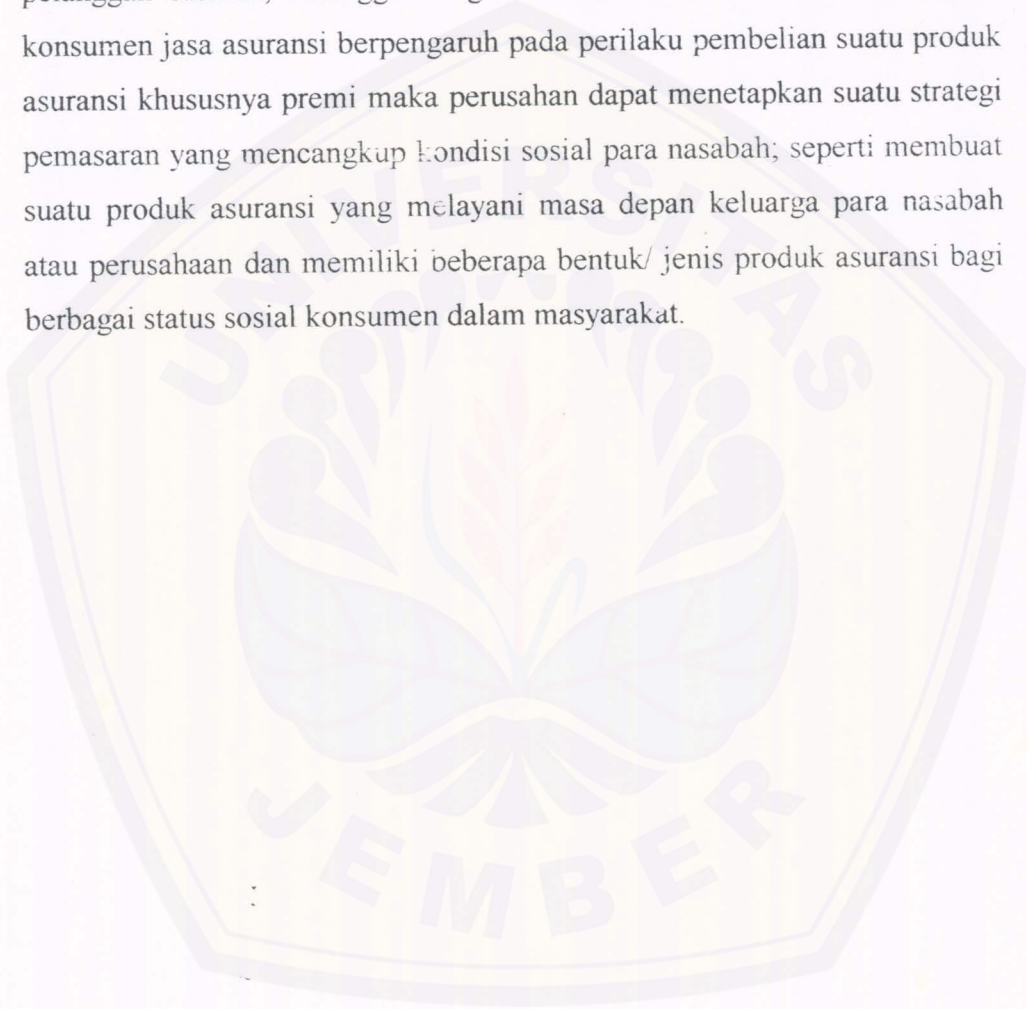 konsumen jasa asuransi berpengaruh pada perilaku pembelian suatu produk
asuransi khususnya premi maka perusahan dapat menetapkan suatu strategi
pemasaran yang mencangkup kondisi sosial para nasabah; seperti membuat
suatu produk asuransi yang melayani masa depan keluarga para nasabah
atau perusahaan dan memiliki beberapa bentuk/ jenis produk asuransi bagi
berbagai status sosial konsumen dalam masyarakat.
UNIVERSITAS
JEMBER